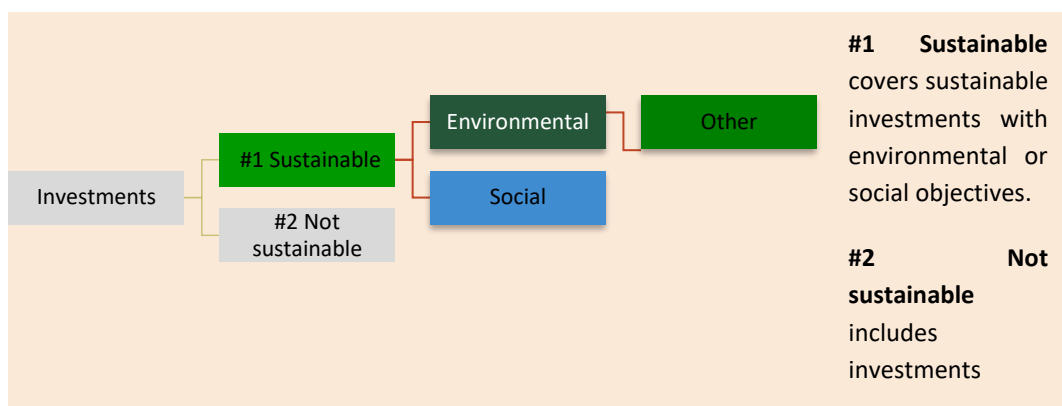 Investments
#1 Sustainable
#2 Not
sustainable
Environmental
Social
Other
#1 Sustainable
covers sustainable
investments with
environmental or
social objectives.
#2 Not
sustainable
includes
investments